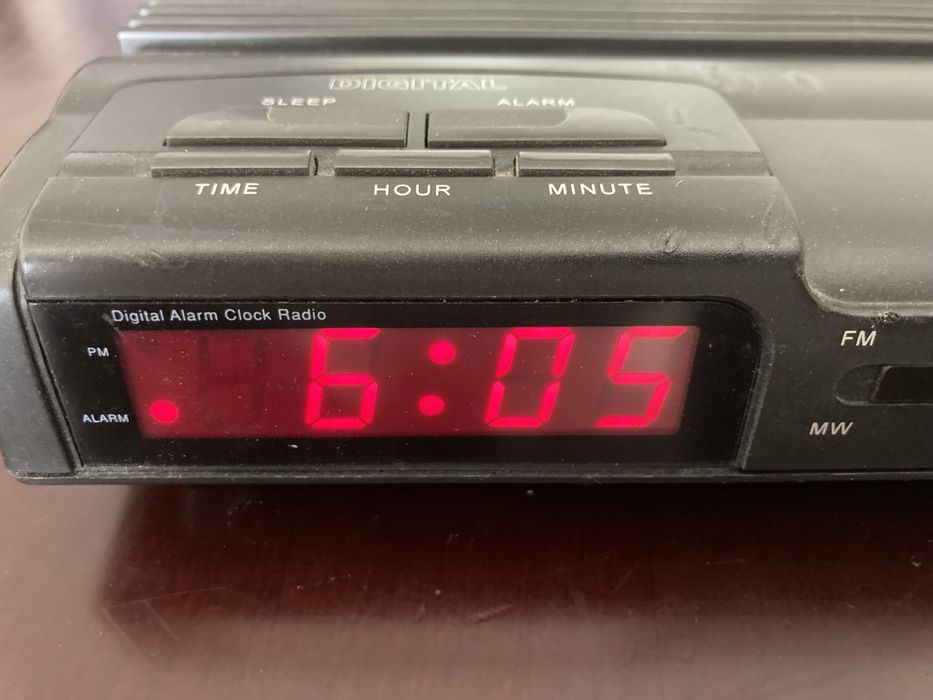 DIGITAL
SLEEP ALARM
TIME HOUR MINUTE
Digital Alarm Clock Radio
PM
ALARM
6:05
FM
MW